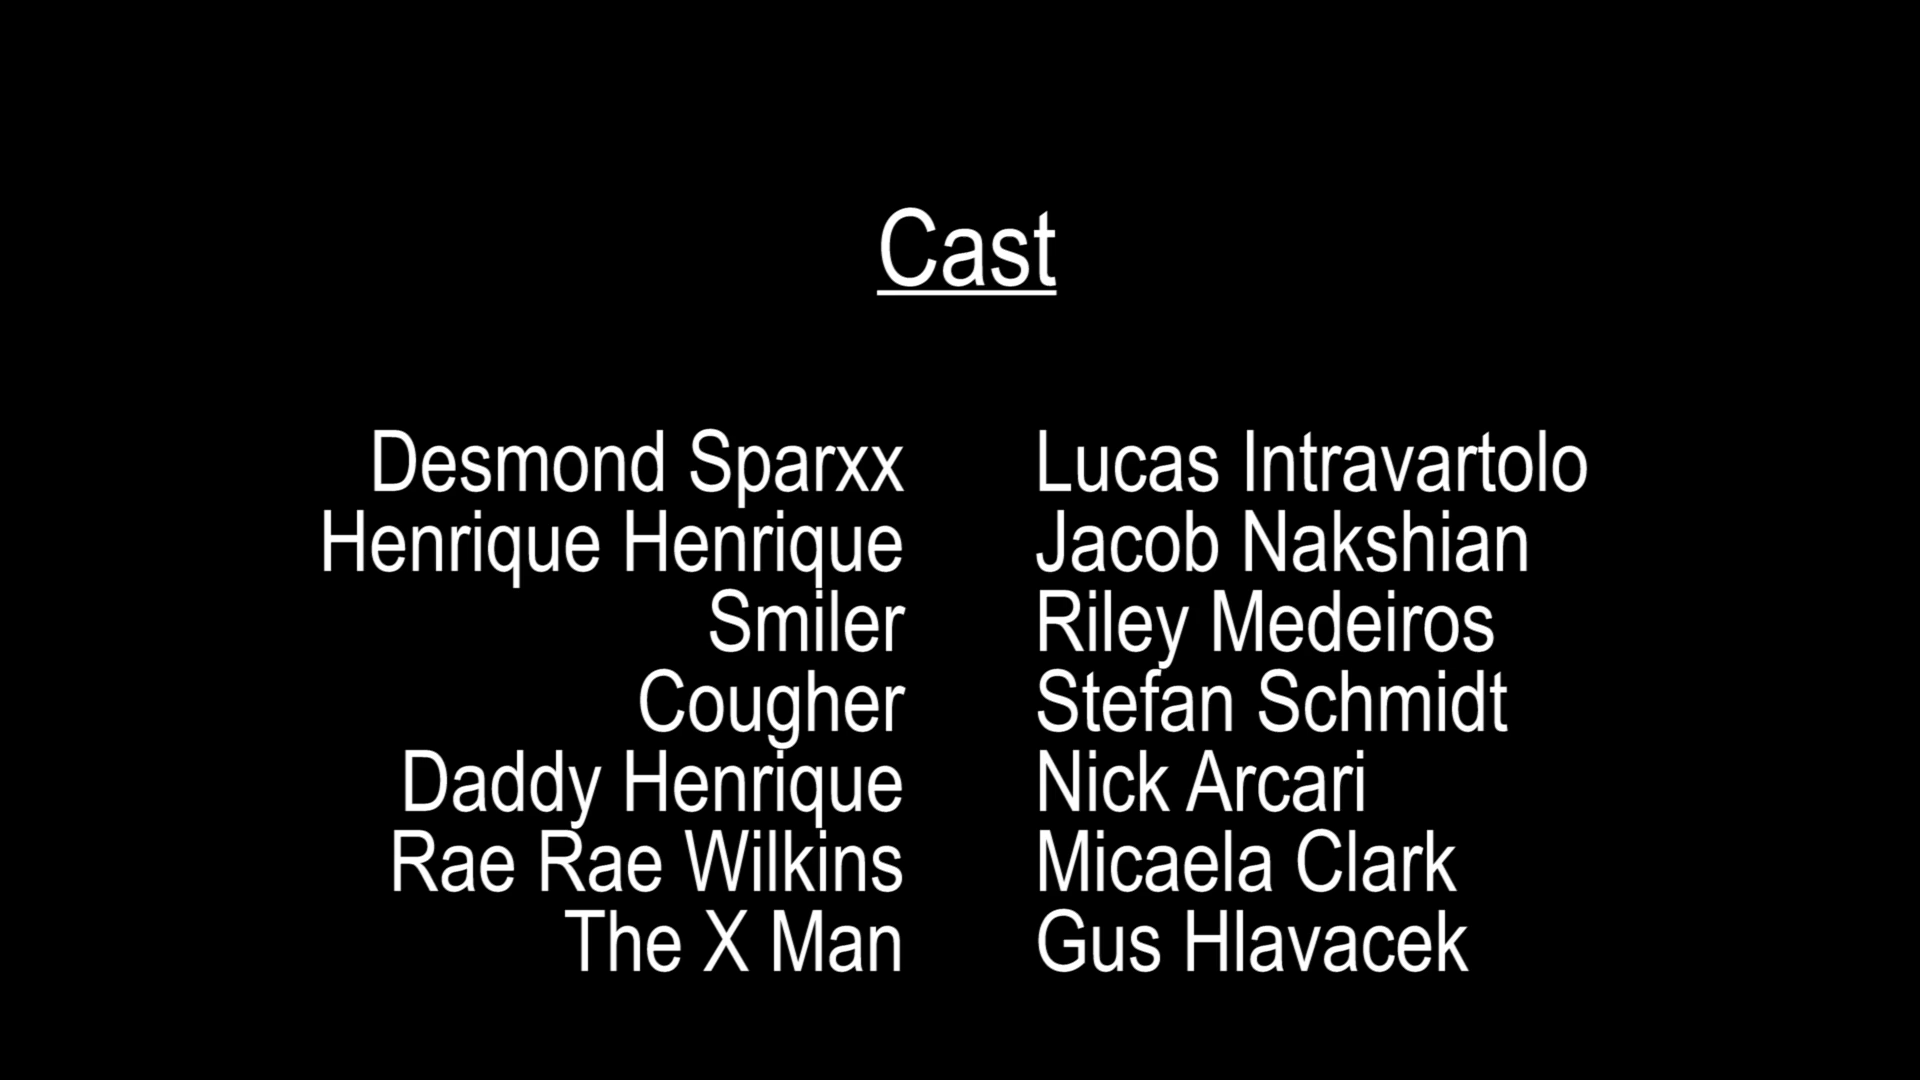 Cast
Desmond Sparxx Lucas Intravartolo
Henrique Henrique Jacob Nakshian
Smiler Riley Medeiros
Cougher Stefan Schmidt
Daddy Henrique Nick Arcari
Rae Rae Wilkins Micaela Clark
The X Man Gus Hlavacek